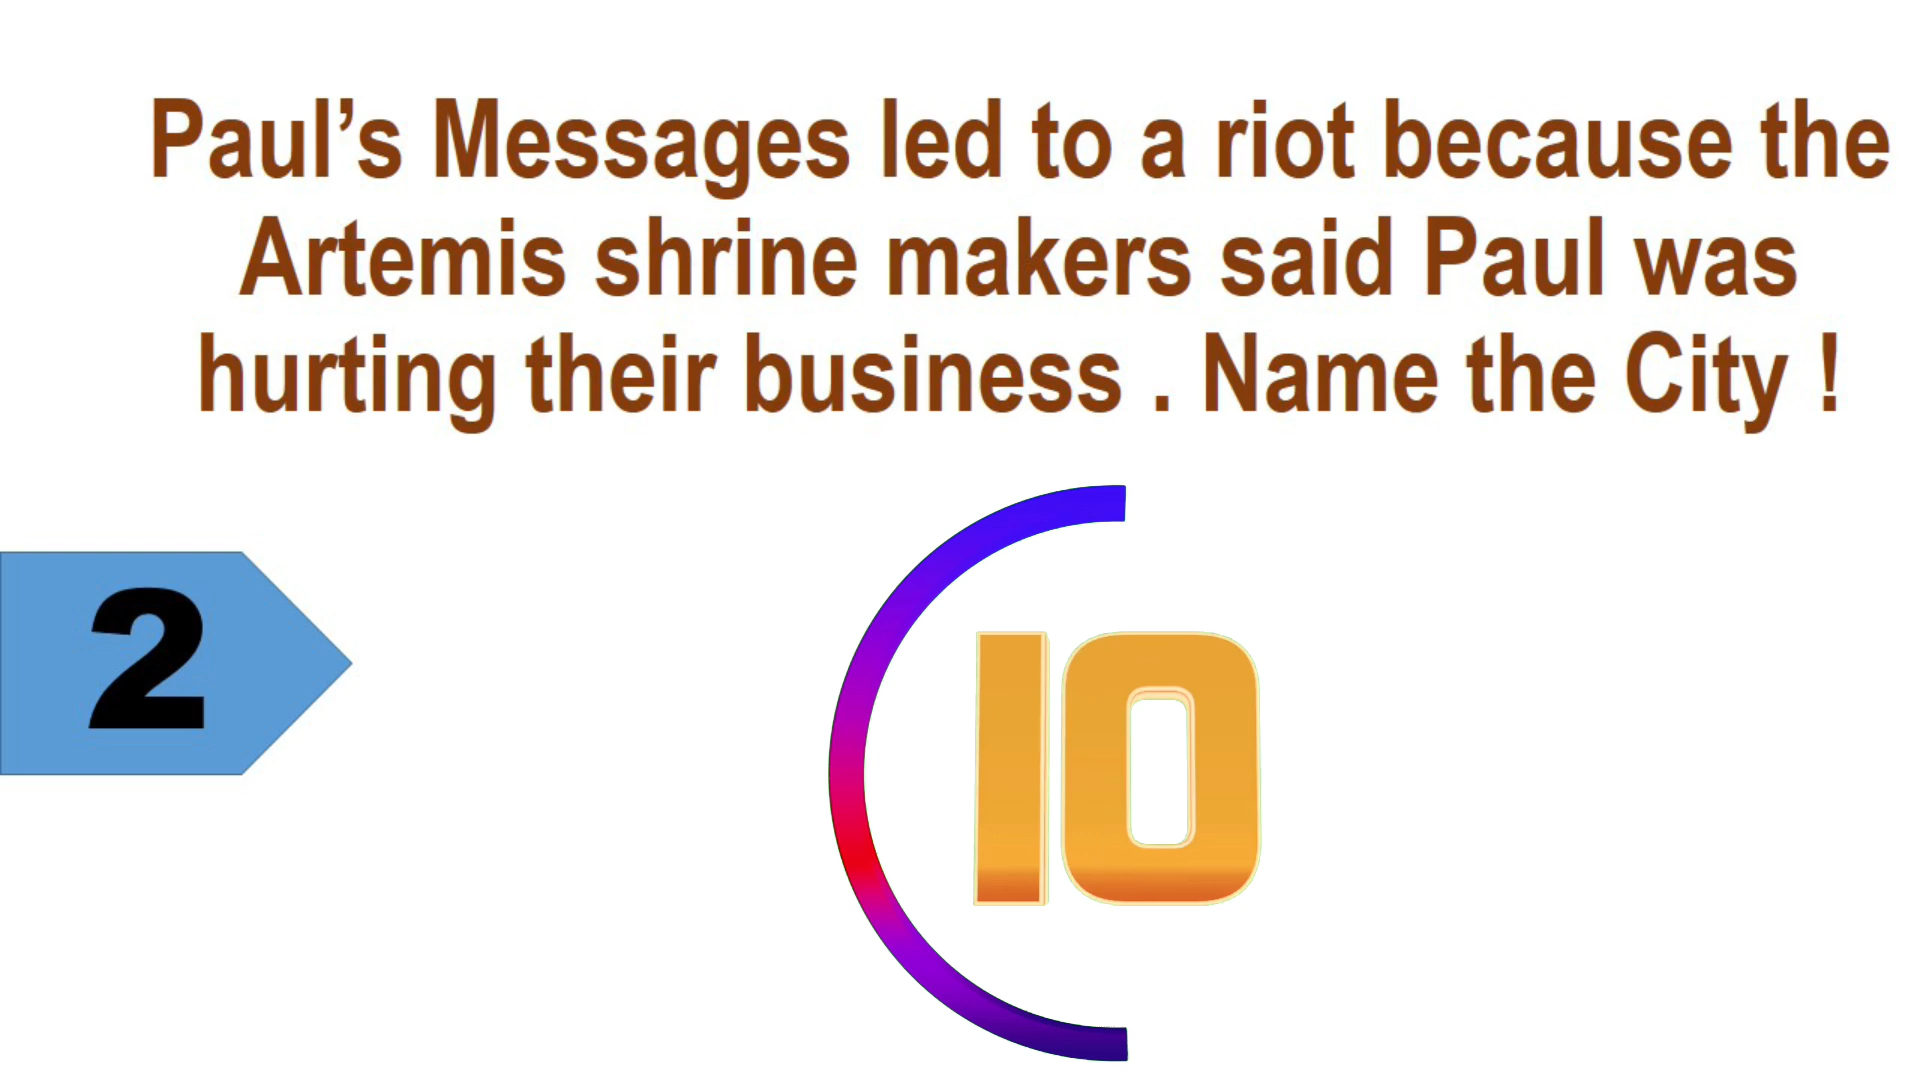 Paul’s Messages led to a riot because the
Artemis shrine makers said Paul was
hurting their business . Name the City !
2
10